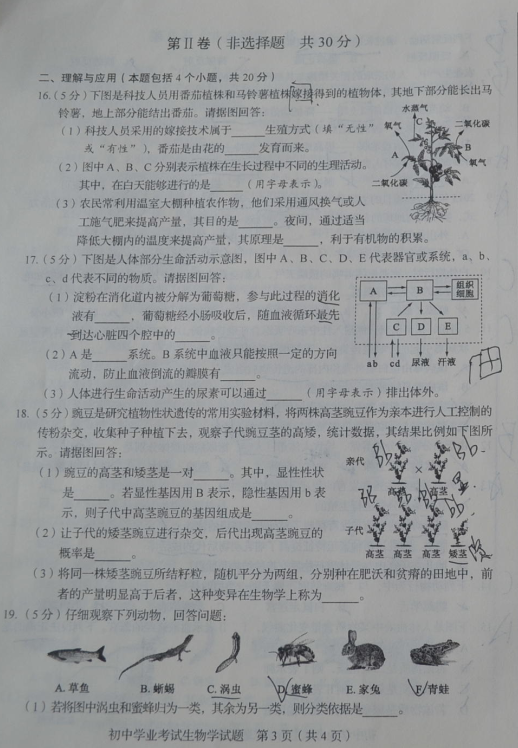 第Ⅱ卷（非选择题　共30分）
二、理解与应用（本题包括4个小题，共20分）
16.（5分）下图是科技人员用番茄植株和马铃薯植株嫁接得到的植物体，其地下部分能长出马
铃薯，地上部分能结出番茄。请据图回答：
（1）科技人员采用的嫁接技术属于______生殖方式（填“无性”
或“有性”），番茄是由花的______发育而来。
（2）图中A、B、C分别表示植株在生长过程中不同的生理活动。
其中，在白天能够进行的是______（用字母表示）。
（3）农民常利用温室大棚种植农作物，他们采用通风换气或人
工施气肥来提高产量，其目的是______。夜间，通过适当
降低大棚内的温度来提高产量，其原理是______，利于有机物的积累。
水蒸气
氧气 C 二氧化碳
A B
氧气
二氧化碳
17.（5分）下图是人体部分生命活动示意图，图中A、B、C、D、E代表器官或系统，a、b、
c、d代表不同的物质。请据图回答：
（1）淀粉在消化道内被分解为葡萄糖，参与此过程的消化
液有______，葡萄糖经小肠吸收后，随血液循环最先
到达心脏四个腔中的______。
（2）A是______系统。B系统中血液只能按照一定的方向
流动，防止血液倒流的瓣膜有______。
（3）人体进行生命活动产生的尿素可以通过______（用字母表示）排出体外。
A B 组织细胞
C D E
ab cd 尿液 汗液
18.（5分）豌豆是研究植物性状遗传的常用实验材料，将两株高茎豌豆作为亲本进行人工控制的
传粉杂交，收集种子种植下去，观察子代豌豆茎的高矮，统计数据，其结果比例如下图所
示。请据图回答：
（1）豌豆的高茎和矮茎是一对______。其中，显性性状
是______。若显性基因用B表示，隐性基因用b表
示，则子代中高茎豌豆的基因组成是______。
（2）让子代的矮茎豌豆进行杂交，后代出现高茎豌豆的
概率是______。
（3）将同一株矮茎豌豆所结籽粒，随机平分为两组，分别种在肥沃和贫瘠的田地中，前
者的产量明显高于后者，这种变异在生物学上称为______。
亲代 Bb × Bb
高茎 高茎
子代
高茎 高茎 高茎 矮茎
19.（5分）仔细观察下列动物，回答问题：
A.草鱼 B.蜥蜴 C.涡虫 D.蜜蜂 E.家兔 F.青蛙
（1）若将图中涡虫和蜜蜂归为一类，其余为另一类，则分类依据是______。
初中学业考试生物学试题　第3页（共4页）